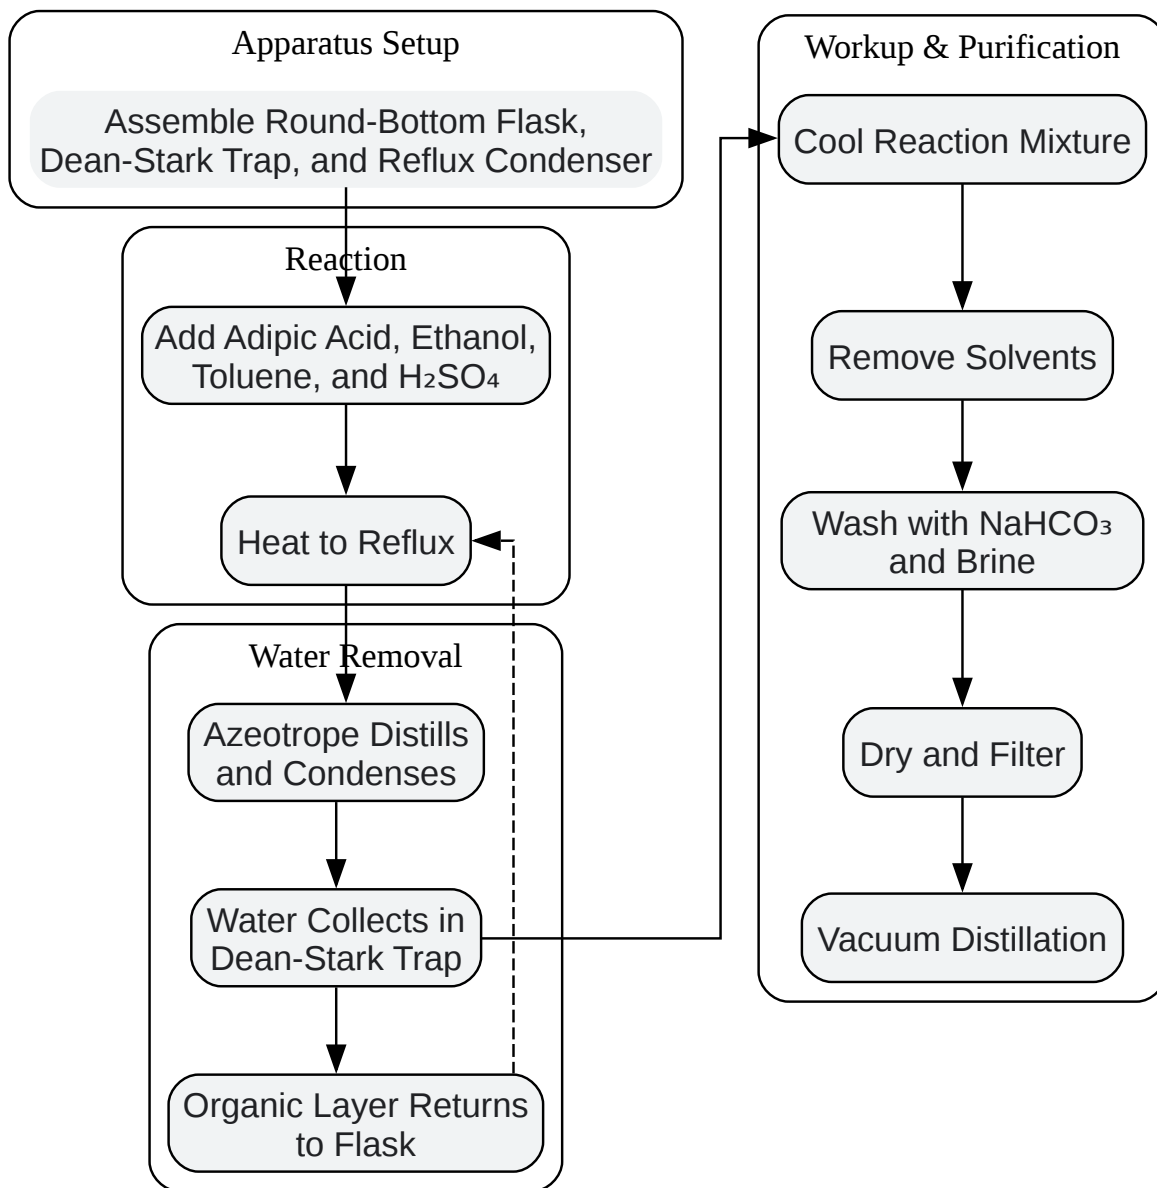 Apparatus Setup
Assemble Round-Bottom Flask,
Dean-Stark Trap, and Reflux Condenser
Reaction
Add Adipic Acid, Ethanol,
Toluene, and H₂SO₄
Heat to Reflux
Water Removal
Azeotrope Distills
and Condenses
Water Collects in
Dean-Stark Trap
Organic Layer Returns
to Flask
Workup & Purification
Cool Reaction Mixture
Remove Solvents
Wash with NaHCO₃
and Brine
Dry and Filter
Vacuum Distillation